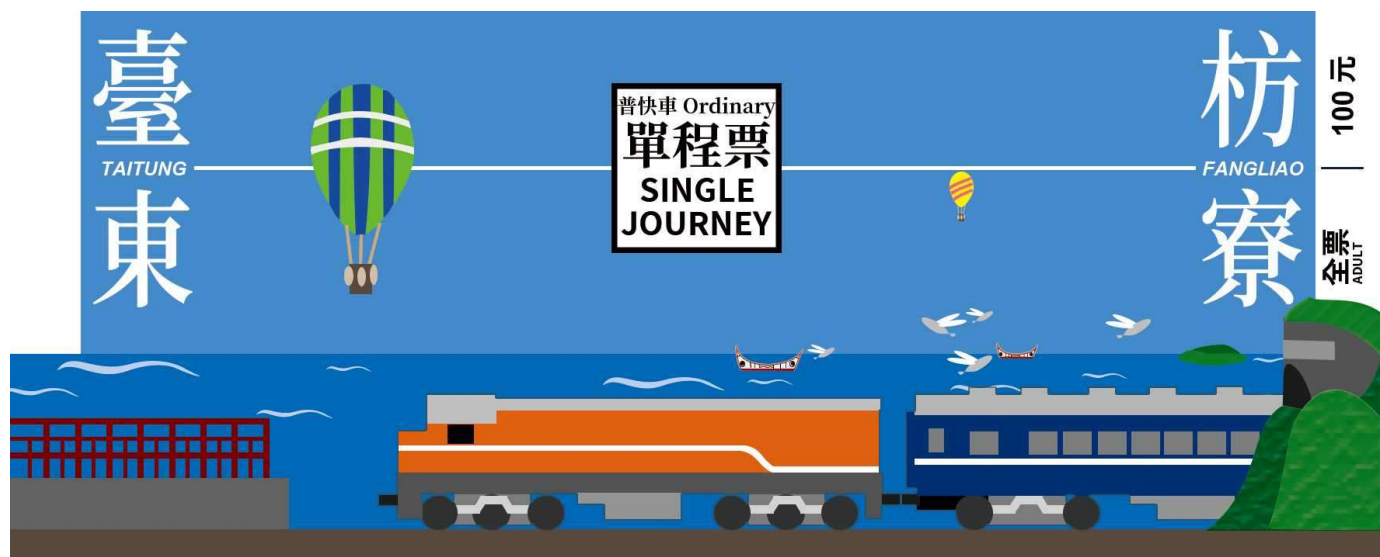 臺東
TAITUNG
普快車 Ordinary
單程票
SINGLE
JOURNEY
枋寮
FANGLIAO
100 元
全票
ADULT